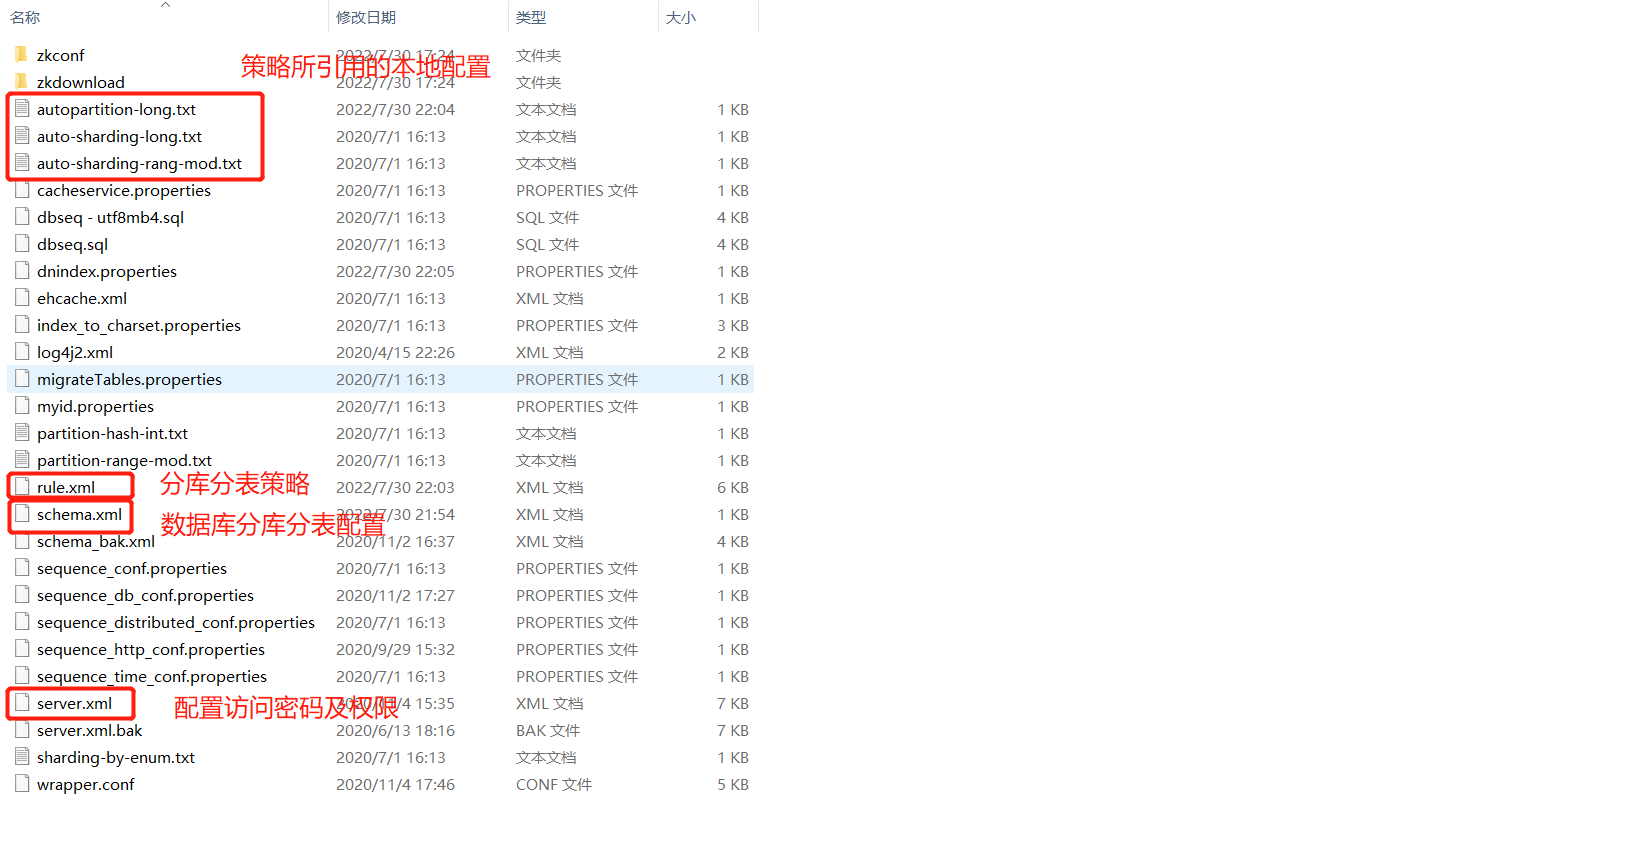 名称 修改日期 类型 大小
zkconf 2022/7/30 17:24 文件夹
策略所引用的本地配置
zkdownload 2022/7/30 17:24 文件夹
autopartition-long.txt 2022/7/30 22:04 文本文档 1 KB
auto-sharding-long.txt 2020/7/1 16:13 文本文档 1 KB
auto-sharding-rang-mod.txt 2020/7/1 16:13 文本文档 1 KB
cacheservice.properties 2020/7/1 16:13 PROPERTIES 文件 1 KB
dbseq - utf8mb4.sql 2020/7/1 16:13 SQL 文件 4 KB
dbseq.sql 2020/7/1 16:13 SQL 文件 4 KB
dnindex.properties 2022/7/30 22:05 PROPERTIES 文件 1 KB
ehcache.xml 2020/7/1 16:13 XML 文档 1 KB
index_to_charset.properties 2020/7/1 16:13 PROPERTIES 文件 3 KB
log4j2.xml 2020/4/15 22:26 XML 文档 2 KB
migrateTables.properties 2020/7/1 16:13 PROPERTIES 文件 1 KB
myid.properties 2020/7/1 16:13 PROPERTIES 文件 1 KB
partition-hash-int.txt 2020/7/1 16:13 文本文档 1 KB
partition-range-mod.txt 2020/7/1 16:13 文本文档 1 KB
rule.xml 分库分表策略 2022/7/30 22:03 XML 文档 6 KB
schema.xml 2022/7/30 21:54 XML 文档 1 KB
数据库分库分表配置
schema_bak.xml 2020/11/2 16:37 XML 文档 4 KB
sequence_conf.properties 2020/7/1 16:13 PROPERTIES 文件 1 KB
sequence_db_conf.properties 2020/11/2 17:27 PROPERTIES 文件 1 KB
sequence_distributed_conf.properties 2020/7/1 16:13 PROPERTIES 文件 1 KB
sequence_http_conf.properties 2020/9/29 15:32 PROPERTIES 文件 1 KB
sequence_time_conf.properties 2020/7/1 16:13 PROPERTIES 文件 1 KB
server.xml 配置访问密码及权限 2020/11/4 15:35 XML 文档 7 KB
server.xml.bak 2020/6/13 18:16 BAK 文件 7 KB
sharding-by-enum.txt 2020/7/1 16:13 文本文档 1 KB
wrapper.conf 2020/11/4 17:46 CONF 文件 5 KB